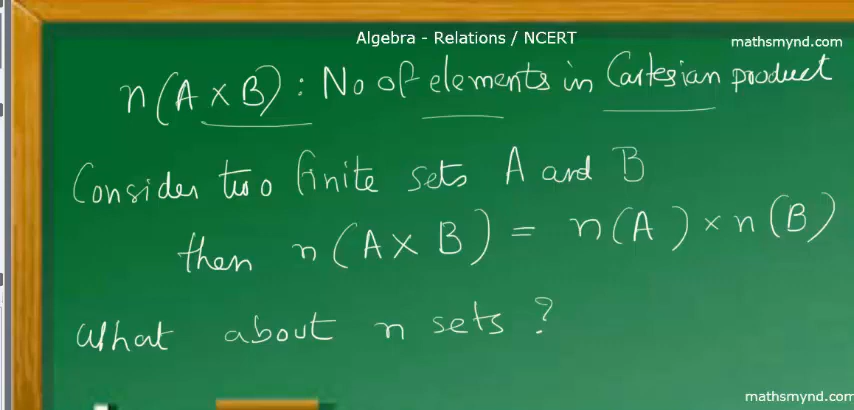 Algebra - Relations / NCERT
mathsmynd.com
n(A × B) : No of elements in Cartesian product
Consider two finite sets A and B
then n(A × B) = n(A) × n(B)
What about n sets ?
mathsmynd.com